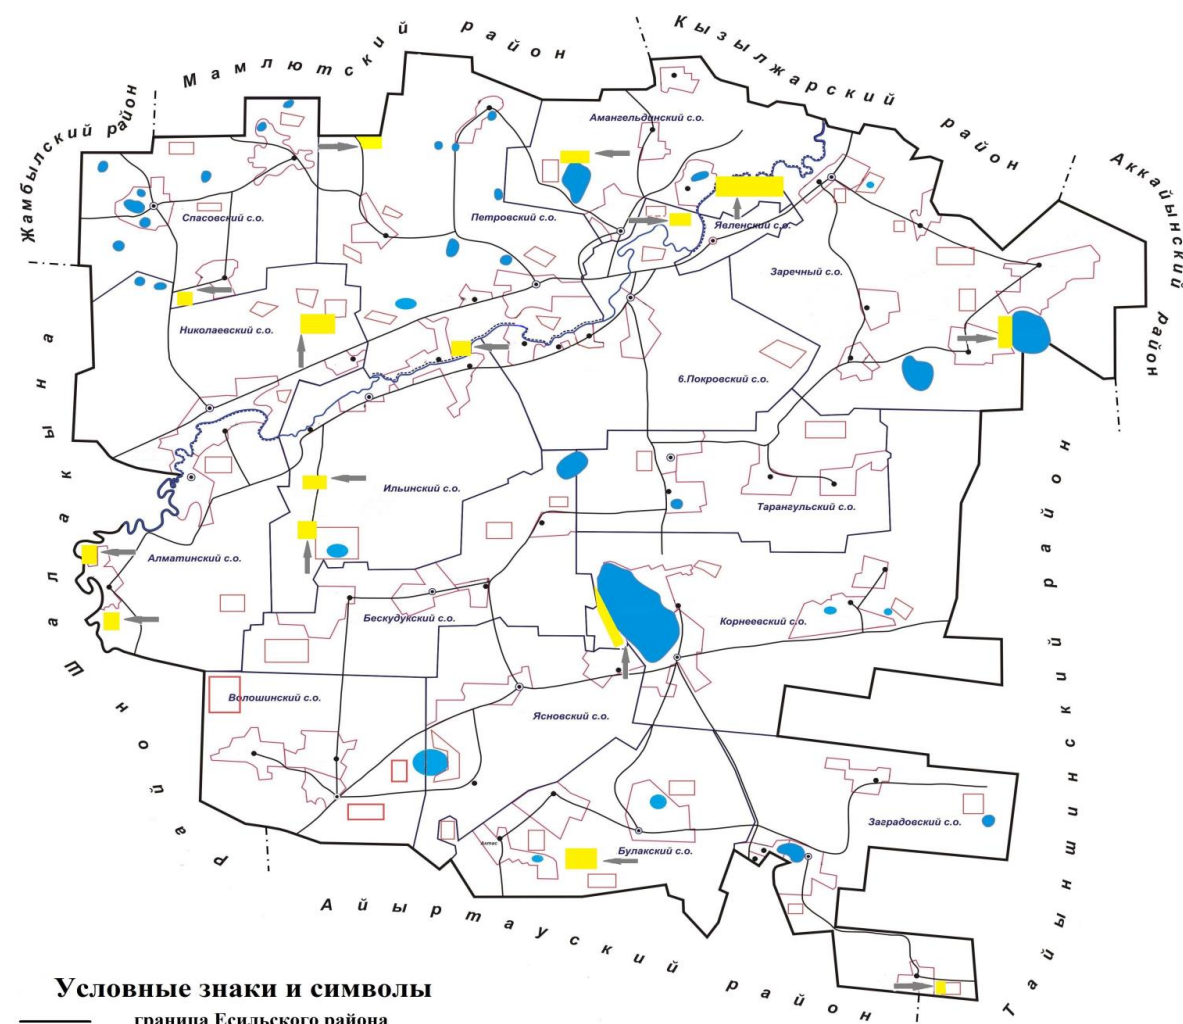 Мамлютский район
Кызылжарский район
Жамбылский район
Аккайынский район
Амангельдинский с.о.
Спасовский с.о.
Петровский с.о.
Явленский с.о.
Заречный с.о.
Николаевский с.о.
6.Покровский с.о.
Ильинский с.о.
Тарангульский с.о.
Алматинский с.о.
Бескудукский с.о.
Корнеевский с.о.
Волошинский с.о.
Ясновский с.о.
Заградовский с.о.
Булакский с.о.
Шал акына
район
Айыртауский район
Тайыншинский район
Условные знаки и символы
граница Есильского района